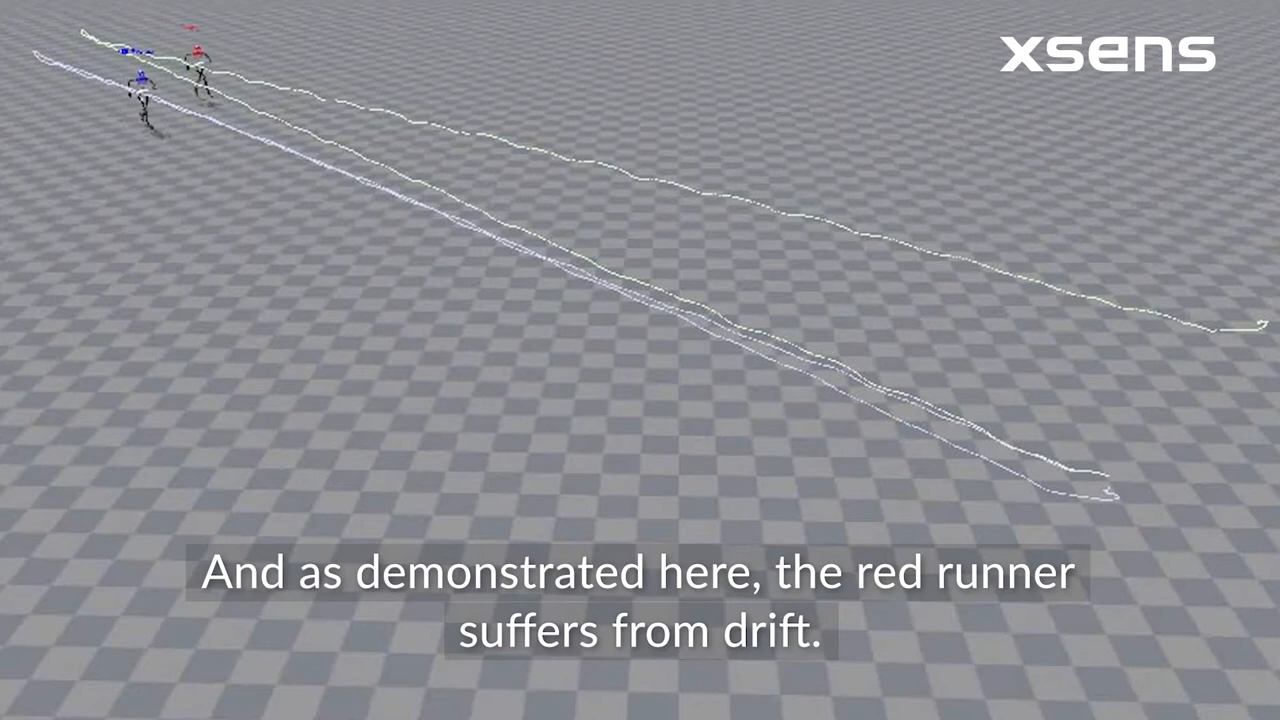 xsens
And as demonstrated here, the red runner
suffers from drift.